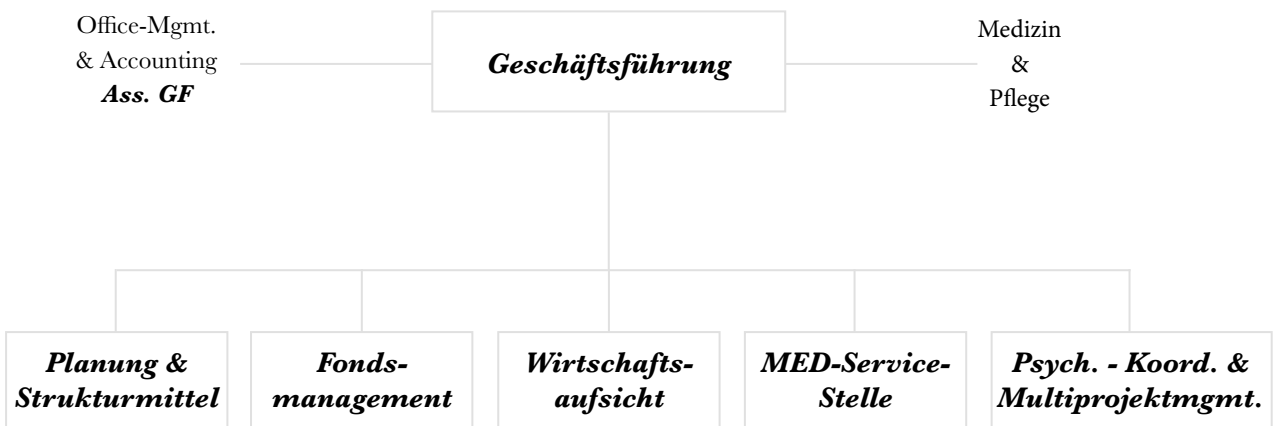 Office-Mgmt.
& Accounting
Ass. GF
Geschäftsführung
Medizin
&
Pflege
Planung &
Strukturmittel
Fonds-
management
Wirtschafts-
aufsicht
MED-Service-
Stelle
Psych. - Koord. &
Multiprojektmgmt.